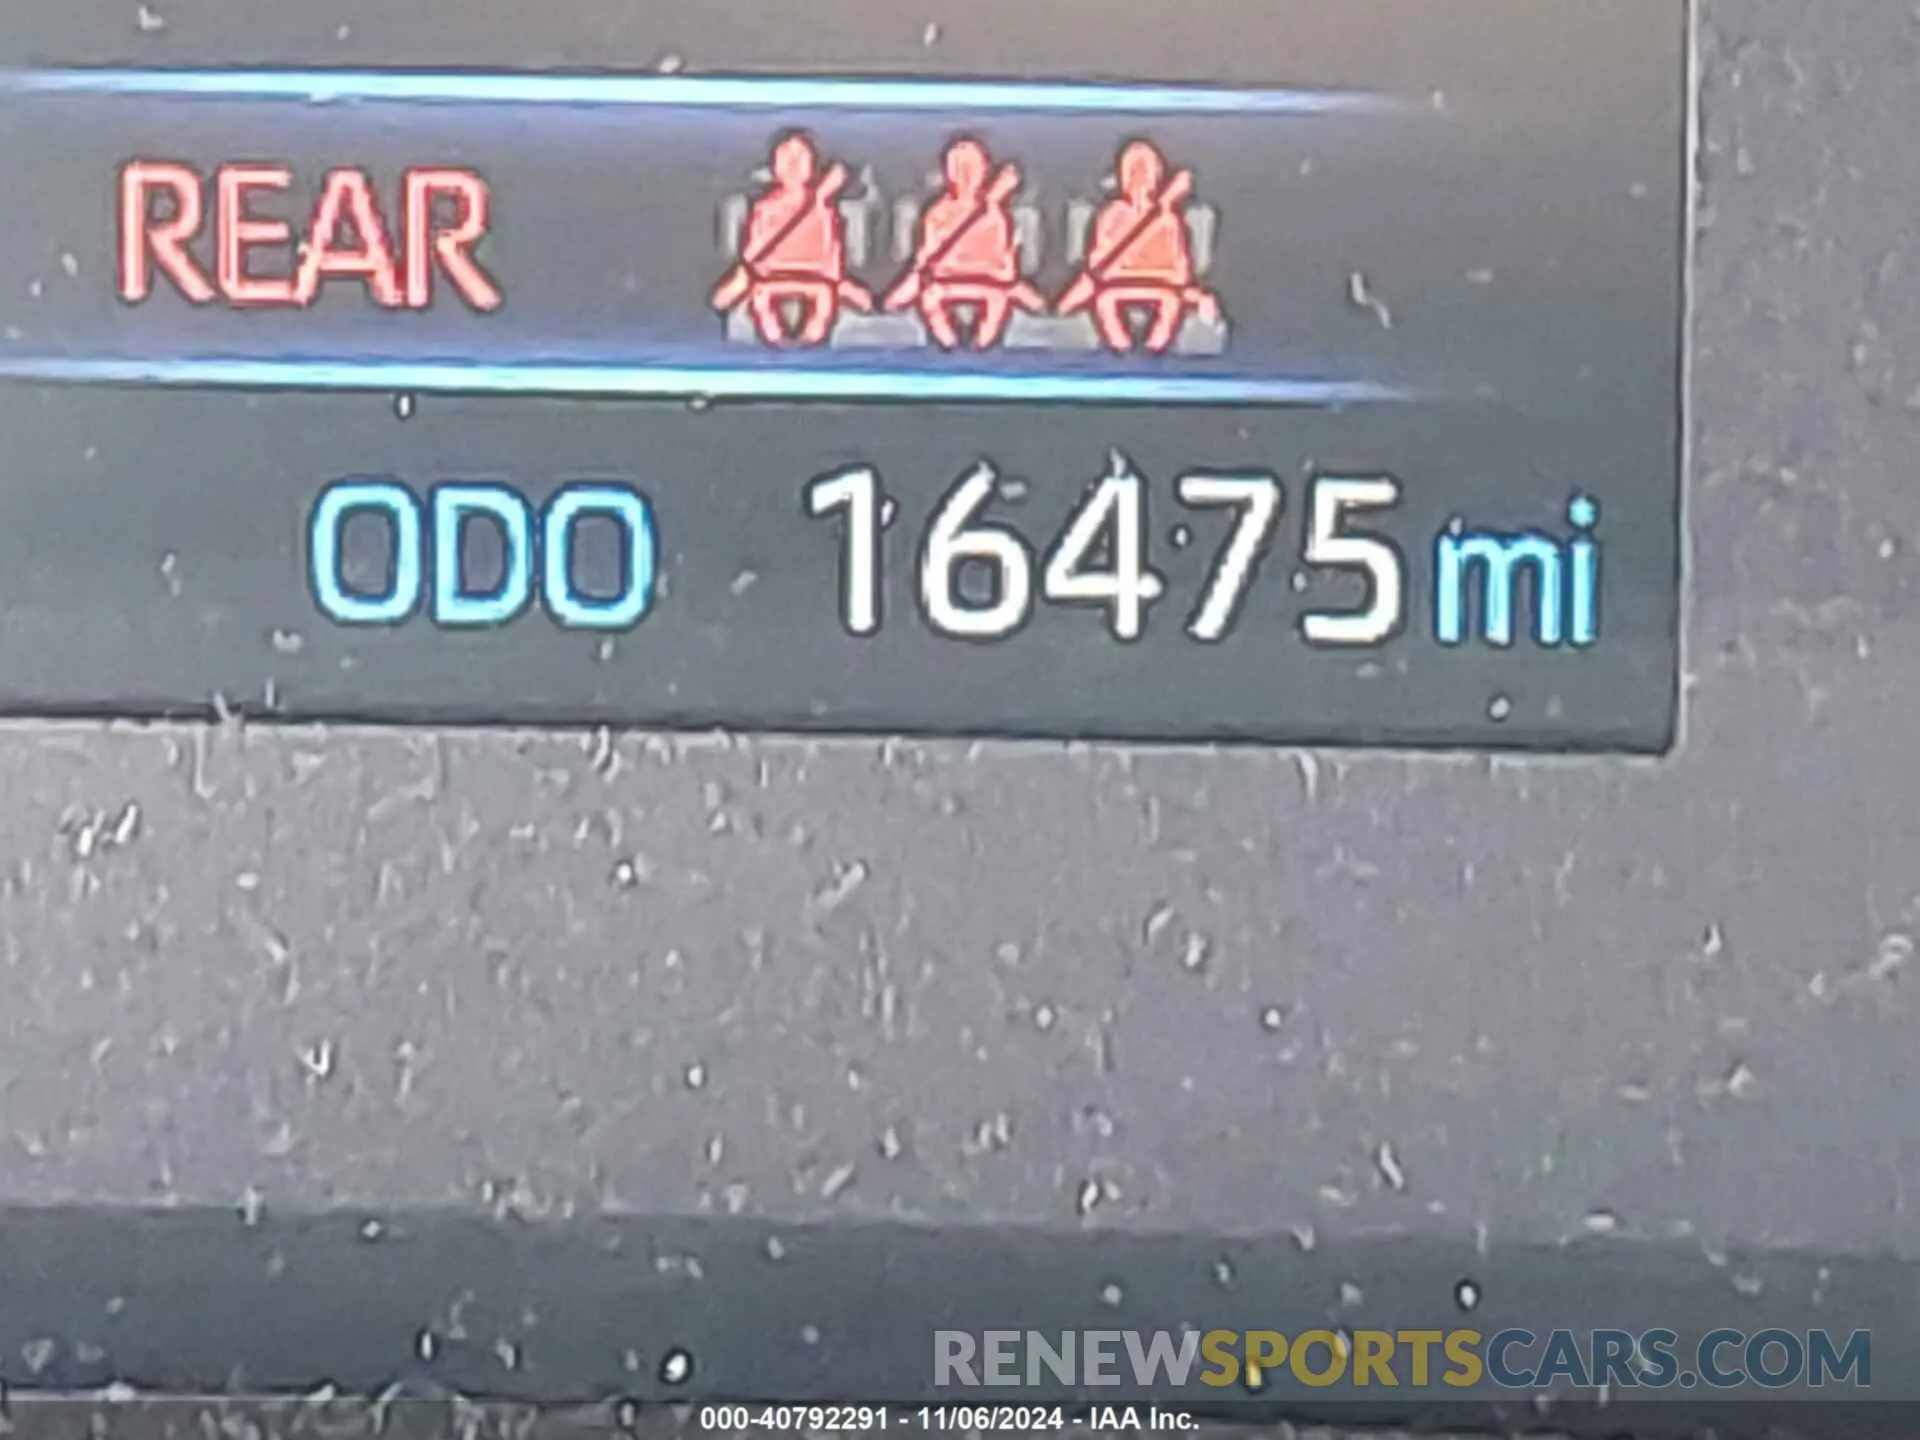 REAR
ODO 16475 mi
RENEWSPORTSCARS.COM
000-40792291 - 11/06/2024 - IAA Inc.